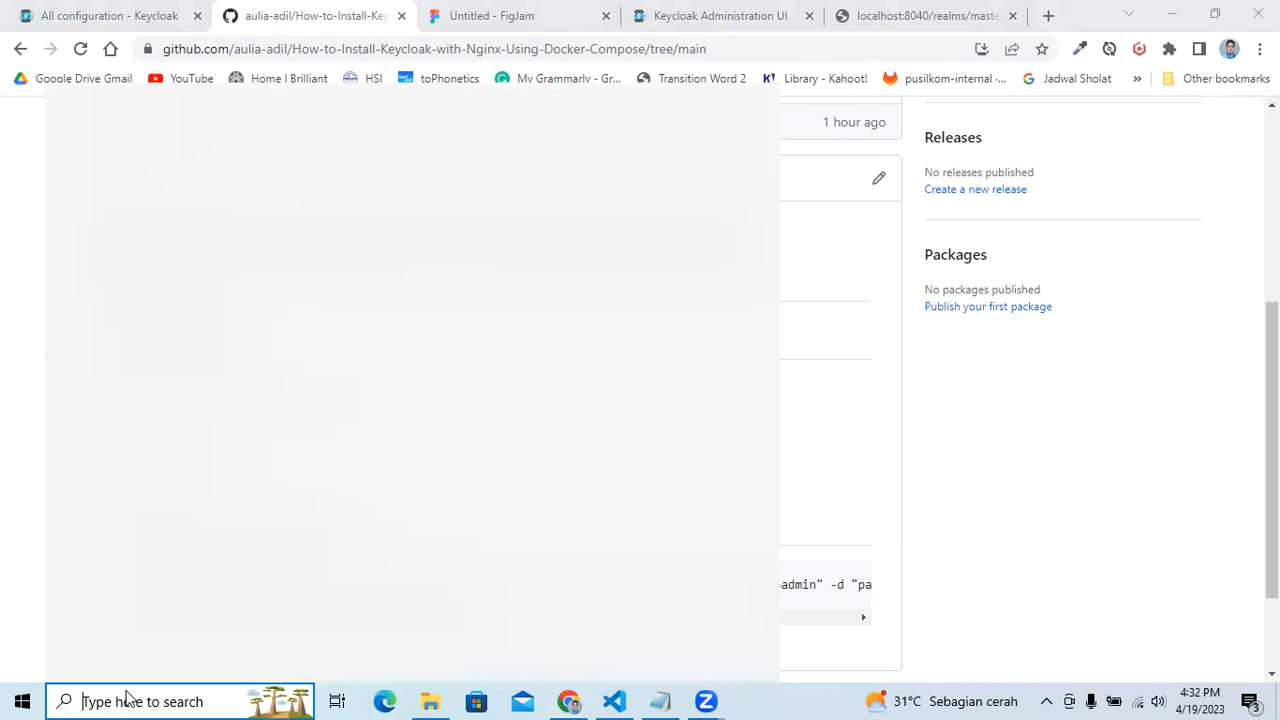 All configuration - Keycloak
aulia-adil/How-to-Install-Key
Untitled - FigJam
Keycloak Administration UI
localhost:8040/realms/maste
github.com/aulia-adil/How-to-Install-Keycloak-with-Nginx-Using-Docker-Compose/tree/main
Google Drive Gmail
YouTube
Home I Brilliant
HSI
toPhonetics
My Grammarly - Gr...
Transition Word 2
Library - Kahoot!
pusilkom-internal ·...
Jadwal Sholat
»
Other bookmarks
1 hour ago
Releases
No releases published
Create a new release
Packages
No packages published
Publish your first package
=admin" -d "pa
Type here to search
31°C Sebagian cerah
4:32 PM
4/19/2023
3